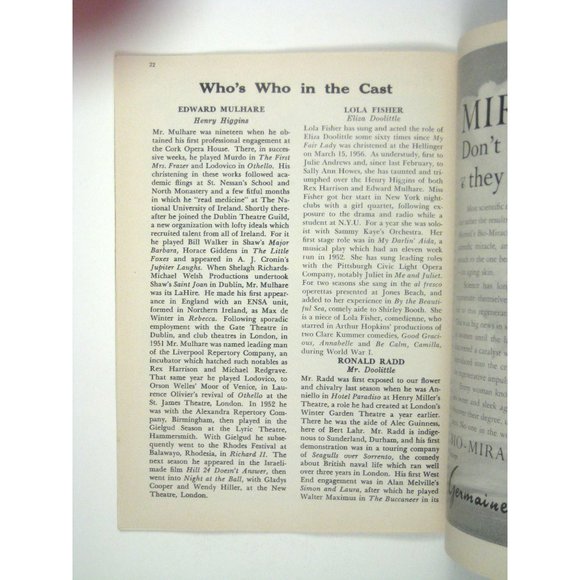 22
Who's Who in the Cast
EDWARD MULHARE
Henry Higgins
Mr. Mulhare was nineteen when he ob-
tained his first professional engagement at
the Cork Opera House. There, in succes-
sive weeks, he played Murdo in The First
Mrs. Frazer and Lodovico in Othello. His
christening in these works followed acad-
emic flings at St. Nessan's School and
North Monastery and a few fitful months
in which he "read medicine" at The Na-
tional University of Ireland. Shortly there-
after he joined the Dublin Theatre Guild,
a new organization with lofty ideals which
recruited talent from all of Ireland. For it
he played Bill Walker in Shaw's Major
Barbara, Horace Giddens in The Little
Foxes and appeared in A. J. Cronin's
Jupiter Laughs. When Shelagh Richards-
Michael Welsh Productions undertook
Shaw's Saint Joan in Dublin, Mr. Mulhare
was its LaHire. He made his first appear-
ance in England with an ENSA unit,
formed in Northern Ireland, as Max de
Winter in Rebecca. Following sporadic
employment with the Gate Theatre in
Dublin, and club theatres in London, in
1951 Mr. Mulhare was named leading man
of the Liverpool Repertory Company, an
incubator which hatched such notables as
Rex Harrison and Michael Redgrave.
That same year he played Lodovico, to
Orson Welles' Moor of Venice, in Lau-
rence Olivier's revival of Othello at the
St. James Theatre, London. In 1952 he
was with the Alexandra Repertory Com-
pany, Birmingham, then played in the
Gielgud Season at the Lyric Theatre,
Hammersmith. With Gielgud he subse-
quently went to the Rhodes Festival at
Balawayo, Rhodesia, in Richard II. The
next season he appeared in the Israeli-
made film Hill 24 Doesn't Answer, then
went into Night at the Ball, with Gladys
Cooper and Wendy Hiller, at the New
Theatre, London.
LOLA FISHER
Eliza Doolittle
Lola Fisher has sung and acted the role of
Eliza Doolittle some sixty times since My
Fair Lady was christened at the Hellinger
on March 15, 1956. As understudy, first to
Julie Andrews and, since last February, to
Sally Ann Howes, she has taunted and tri-
umphed over the Henry Higgins of both
Rex Harrison and Edward Mulhare. Miss
Fisher got her start in New York night-
clubs with a girl quartet, following ex-
posure to the drama and radio while a
student at N.Y.U. For a year she was solo-
ist with Sammy Kaye's Orchestra. Her
first stage role was in My Darlin' Aida, a
musical play which had an eleven week
run in 1952. She has sung leading roles
with the Pittsburgh Civic Light Opera
Company, notably Juliet in Me and Juliet.
For two seasons she sung in the al fresco
operettas presented at Jones Beach, and
added to her experience in By the Beauti-
ful Sea, comely aide to Shirley Booth. She
is a niece of Lola Fisher, comedienne, who
starred in Arthur Hopkins' productions of
two Clare Kummer comedies, Good Graci-
ous, Annabelle and Be Calm, Camilla,
during World War I.
RONALD RADD
Mr. Doolittle
Mr. Radd was first exposed to our flower
and chivalry last season when he was An-
niello in Hotel Paradiso at Henry Miller's
Theatre, a role he had created at London's
Winter Garden Theatre a year earlier.
There he was the aide of Alec Guinness,
here of Bert Lahr. Mr. Radd is indige-
nous to Sunderland, Durham, and his first
demonstration was in a touring company
of Seagulls over Sorrento, the comedy
about British naval life which ran well
over three years in London. His first West
End engagement was in Alan Melville's
Simon and Laura, after which he played
Walter Maximus in The Buccaneer in its
MIR
Don't
they
Most scientific
BIO-MIRA
Germaine